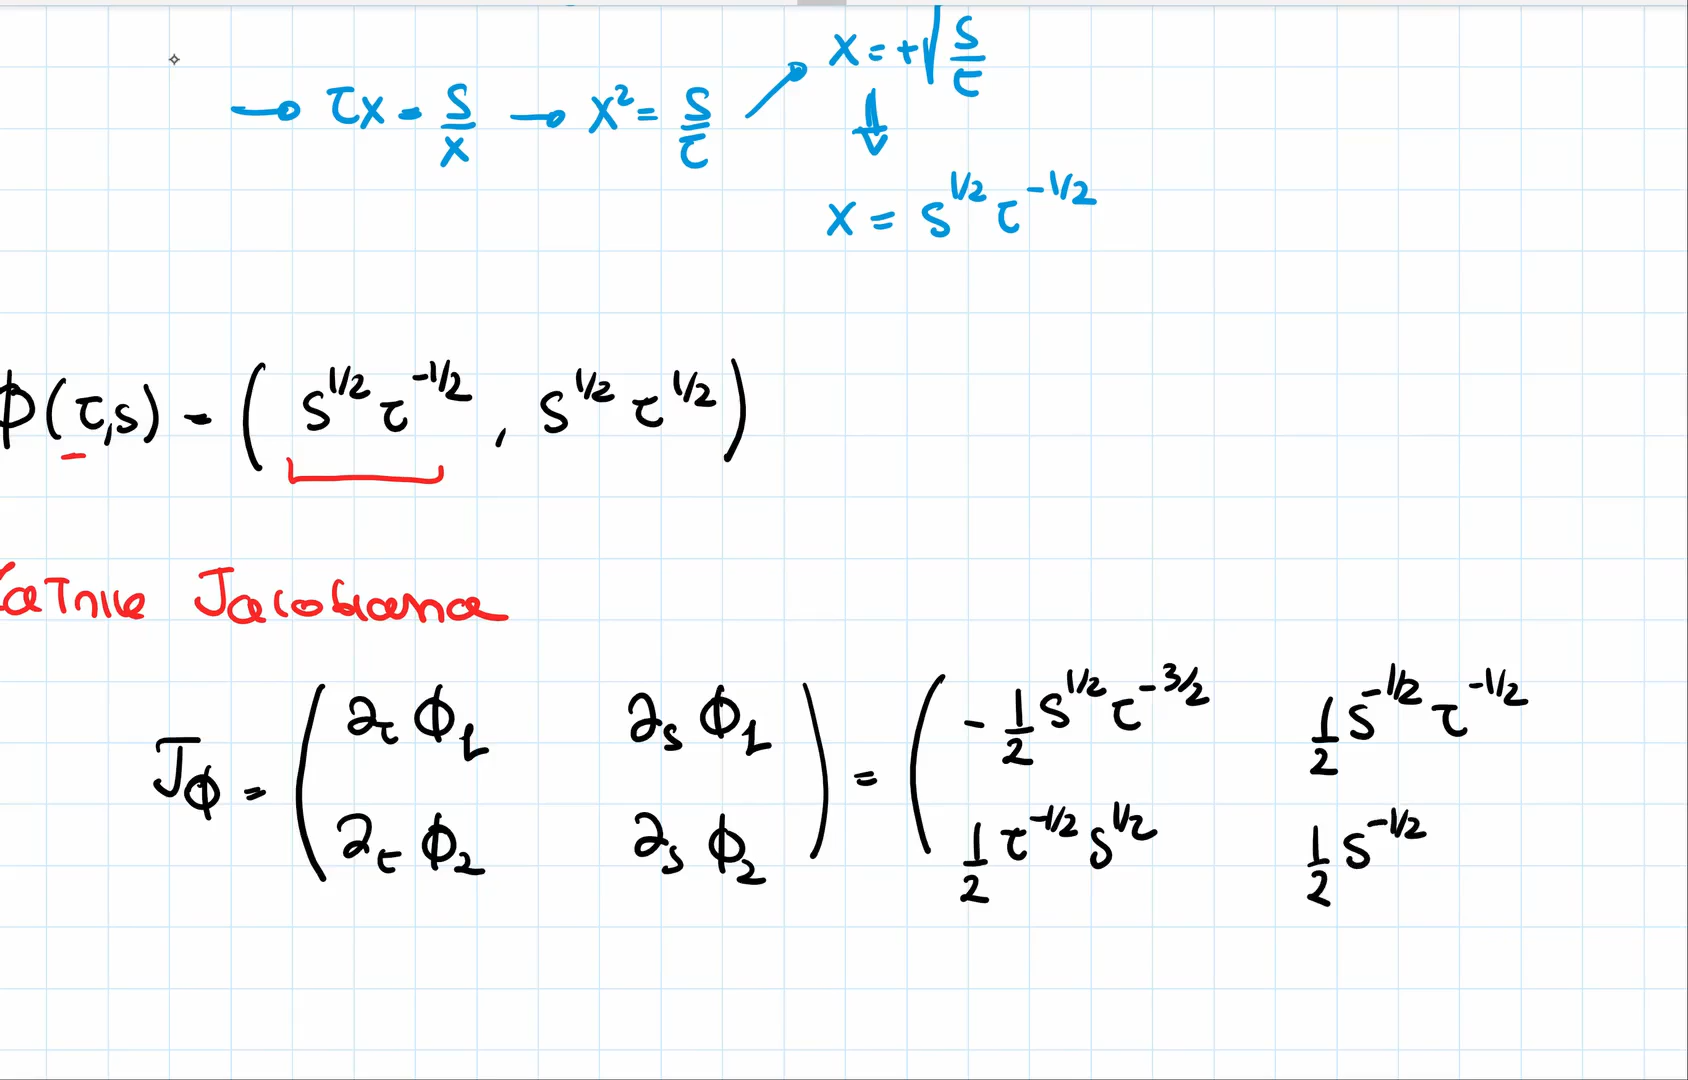 x = +√(s/τ)
→ τx = s/x → x² = s/τ
x = s^{1/2} τ^{-1/2}
Φ(τ,s) = ( s^{1/2} τ^{-1/2} , s^{1/2} τ^{1/2} )
Matrice Jacobiana
J_Φ = ( ∂_τ Φ_1 ∂_s Φ_1 ) = ( - 1/2 s^{1/2} τ^{-3/2} 1/2 s^{-1/2} τ^{-1/2}
∂_τ Φ_2 ∂_s Φ_2 1/2 τ^{-1/2} s^{1/2} 1/2 s^{-1/2}